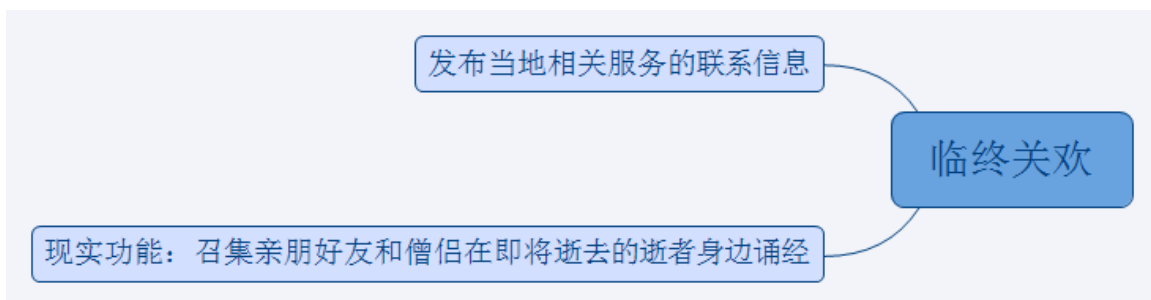 发布当地相关服务的联系信息
临终关欢
现实功能：召集亲朋好友和僧侣在即将逝去的逝者身边诵经